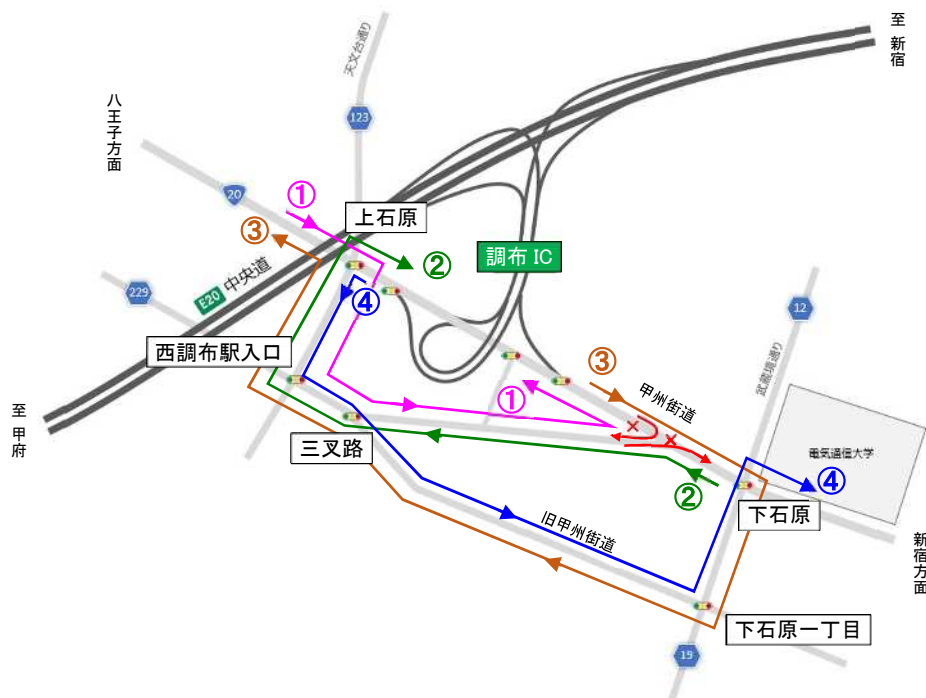 至 新宿
天文台通り
八王子方面
123
20
①
上石原
③
②
調布 IC
E20 中央道
④
229
12
西調布駅入口
武蔵境通り
③
甲州街道
①
至 甲府
三叉路
電気通信大学
②
④
下石原
旧甲州街道
新宿方面
下石原一丁目
19